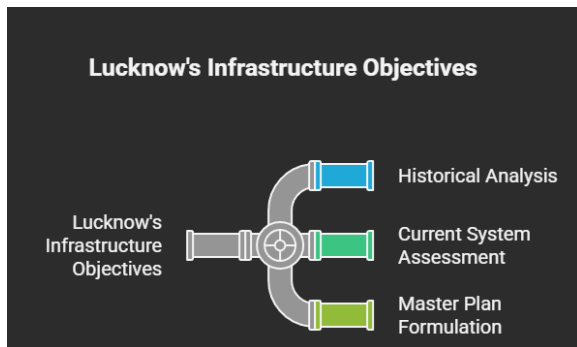 Lucknow's Infrastructure Objectives
Lucknow's
Infrastructure
Objectives
Historical Analysis
Current System
Assessment
Master Plan
Formulation